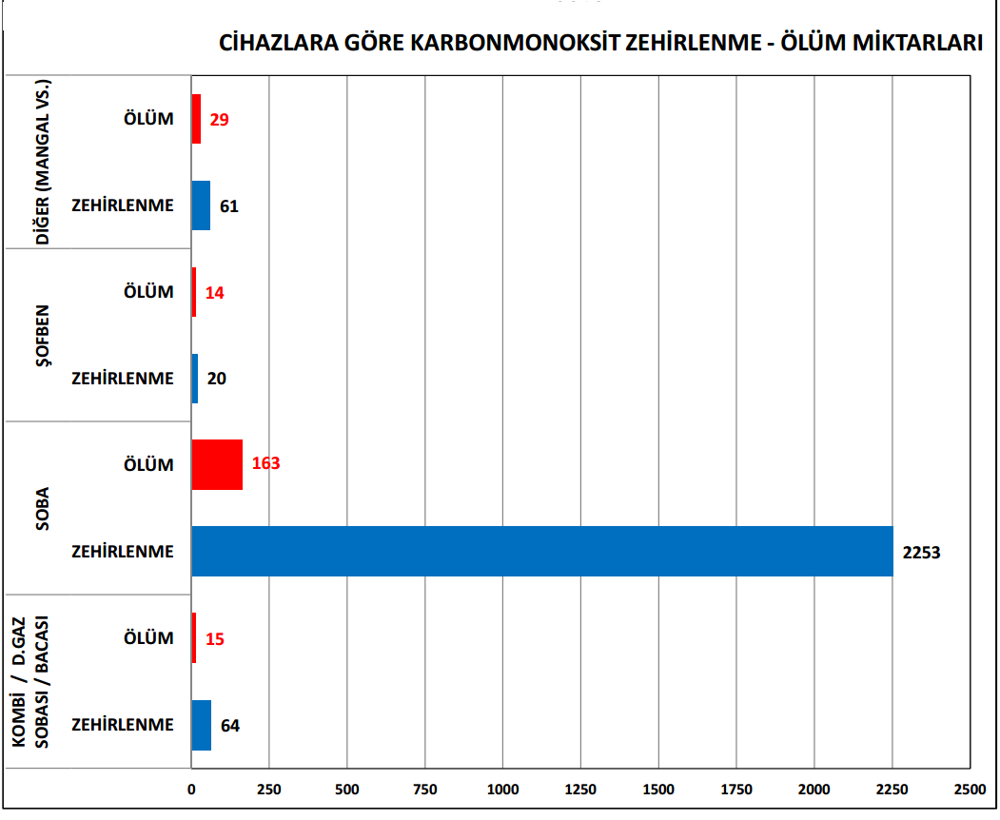 CİHAZLARA GÖRE KARBONMONOKSİT ZEHİRLENME - ÖLÜM MİKTARLARI
DİĞER (MANGAL VS.)
ÖLÜM
29
ZEHİRLENME
61
ŞOFBEN
ÖLÜM
14
ZEHİRLENME
20
SOBA
ÖLÜM
163
ZEHİRLENME
2253
KOMBİ / D.GAZ
SOBASI / BACASI
ÖLÜM
15
ZEHİRLENME
64
0 250 500 750 1000 1250 1500 1750 2000 2250 2500